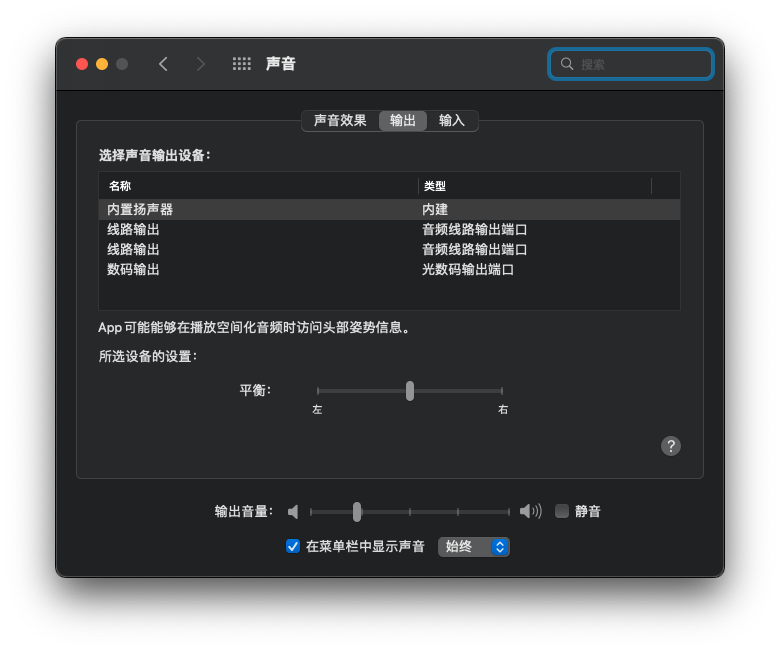 声音
搜索
声音效果 输出 输入
选择声音输出设备：
名称 类型
内置扬声器 内建
线路输出 音频线路输出端口
线路输出 音频线路输出端口
数码输出 光数码输出端口
App 可能能够在播放空间化音频时访问头部姿势信息。
所选设备的设置：
平衡：
左 右
?
输出音量： 静音
在菜单栏中显示声音 始终